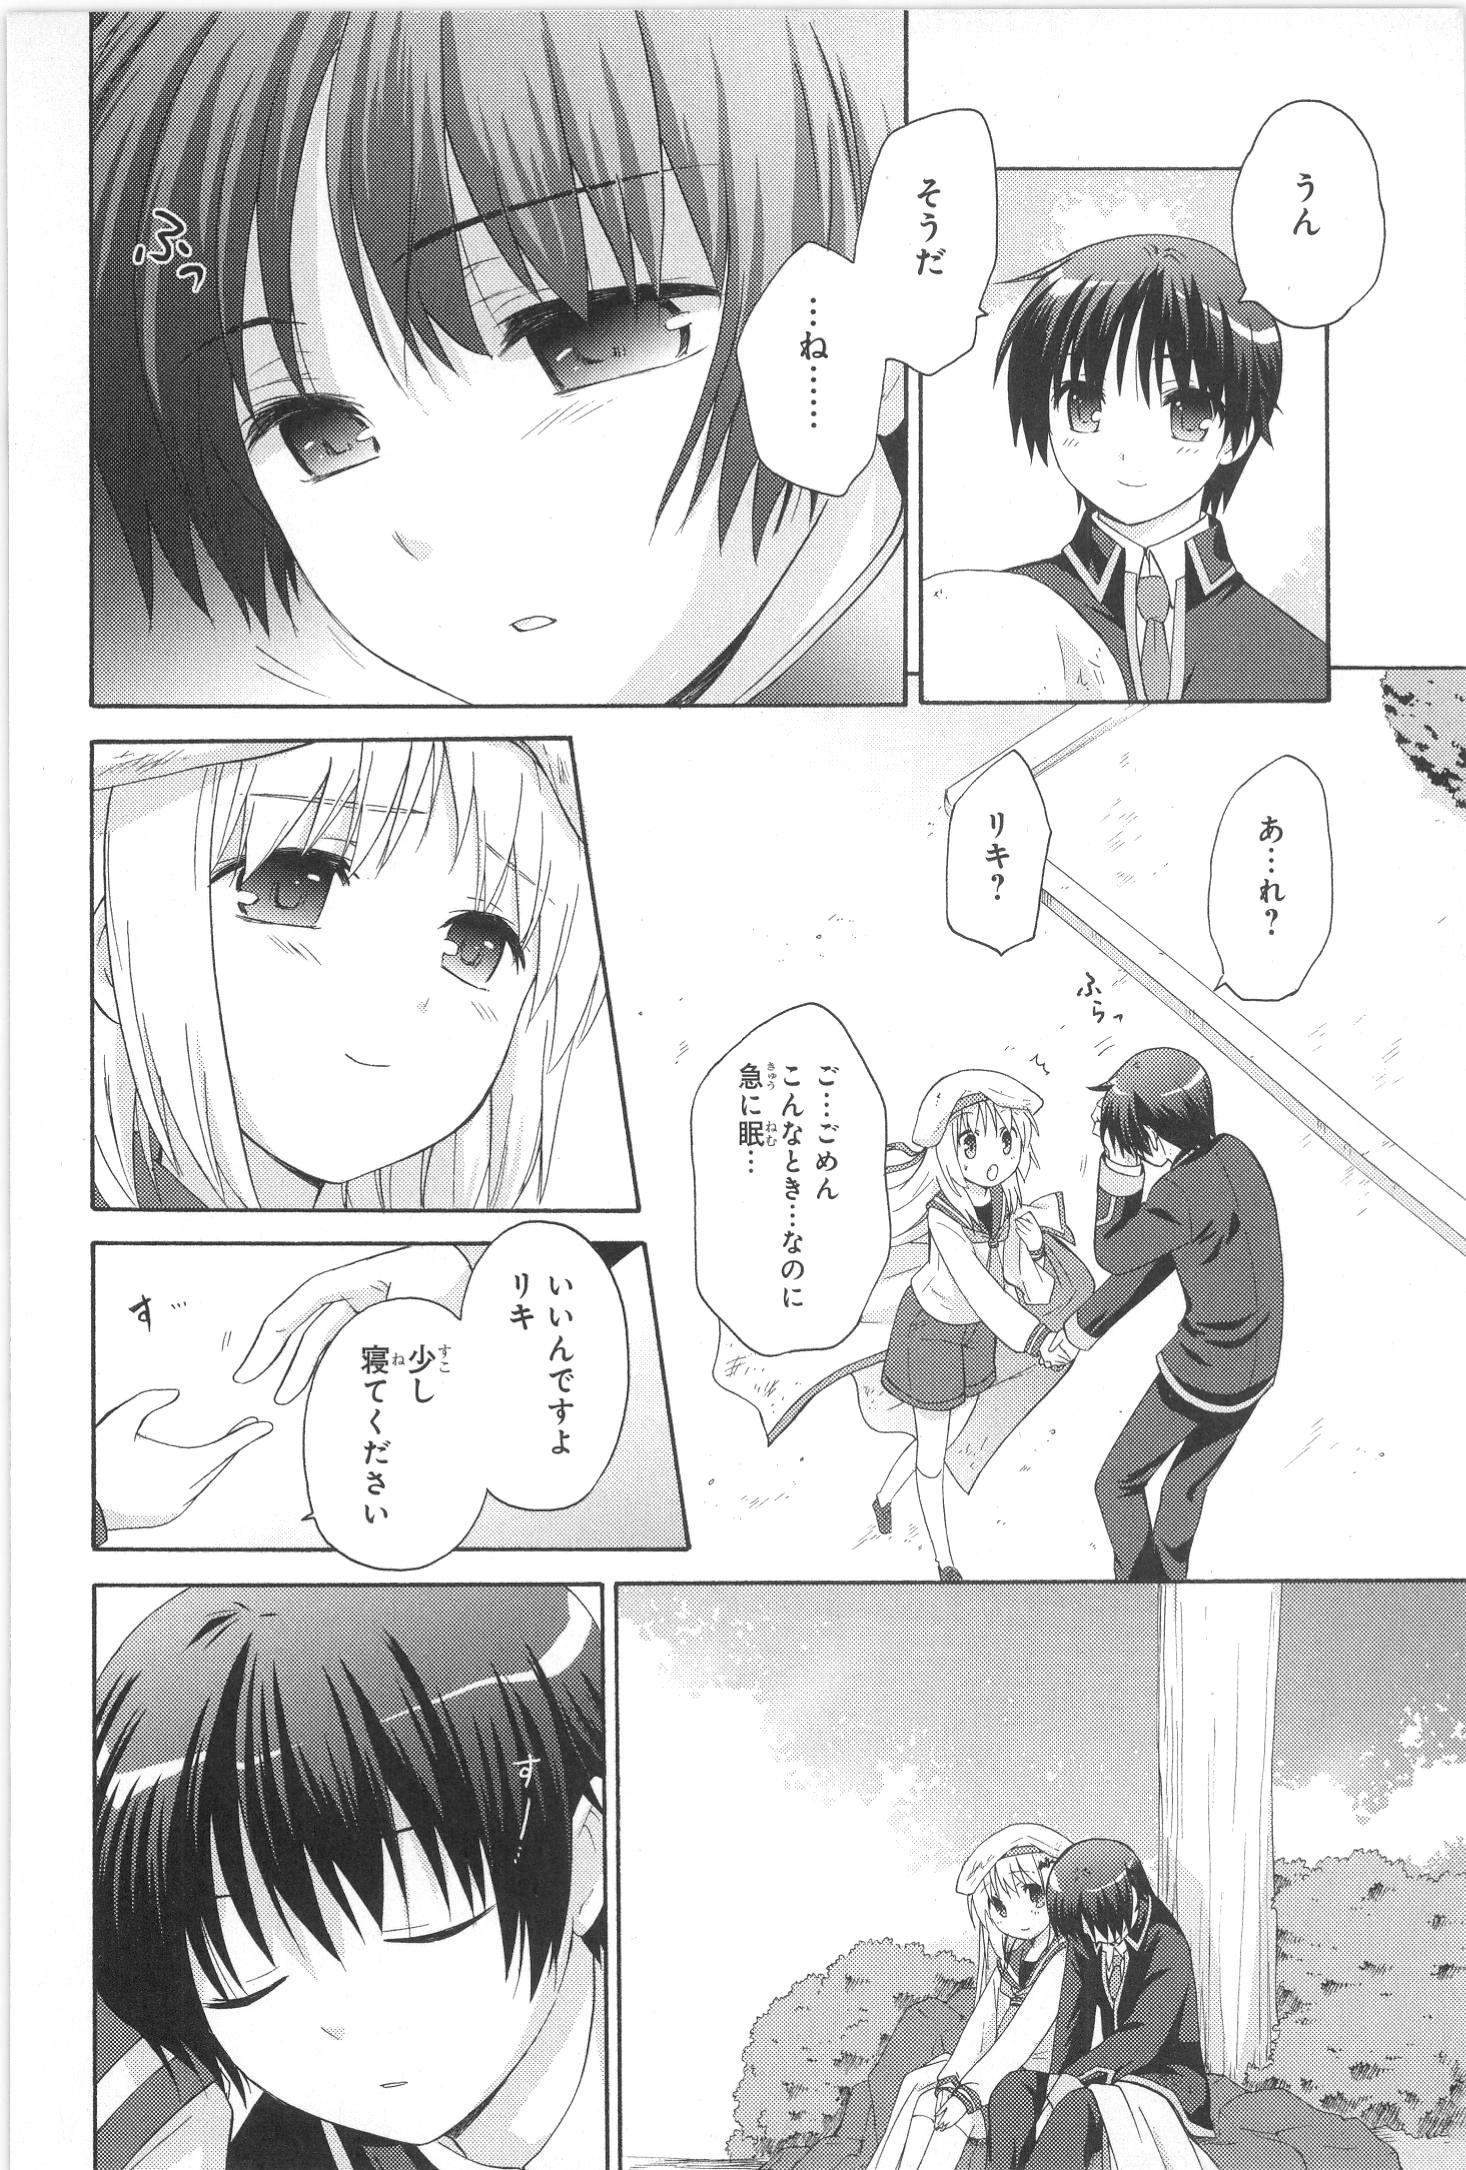 うん
そうだ
…ね……
ふっ
あ…れ？
リキ？
ふらっ
ご…ごめん
こんなとき…なのに
急に眠…
いいんですよ
リキ
少し
寝てください
す…
す…